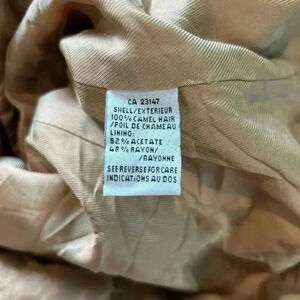 CA 23147
SHELL/EXTERIEUR
100% CAMEL HAIR
/POIL DE CHAMEAU
LINING:
52% ACETATE
48% RAYON/
/RAYONNE
SEE REVERSE FOR CARE
INDICATIONS AU DOS